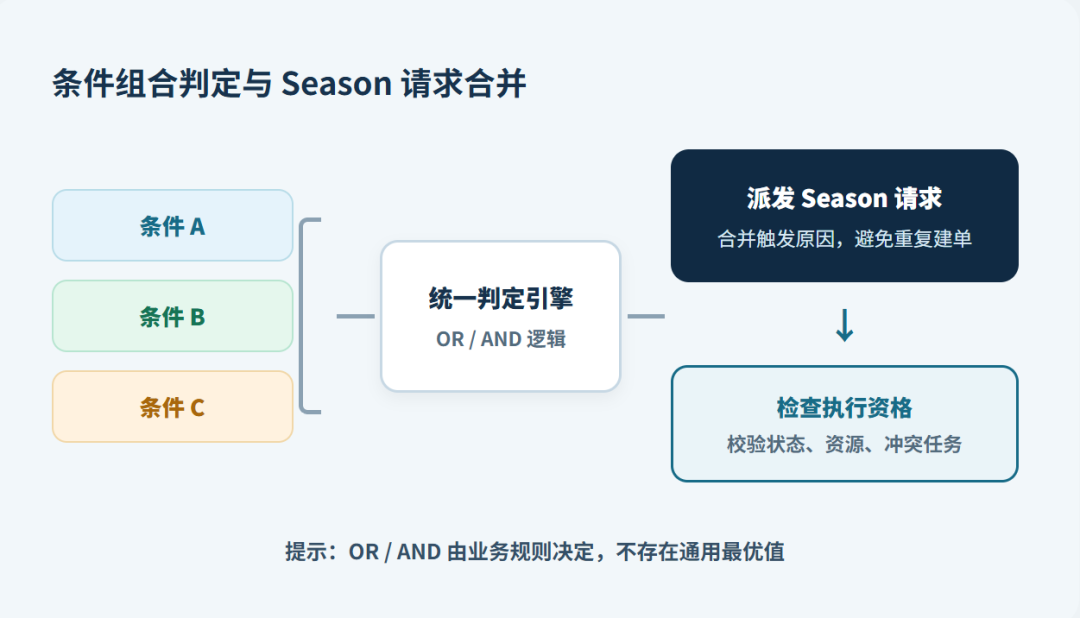 条件组合判定与 Season 请求合并
条件 A
条件 B
条件 C
统一判定引擎
OR / AND 逻辑
派发 Season 请求
合并触发原因，避免重复建单
检查执行资格
校验状态、资源、冲突任务
提示：OR / AND 由业务规则决定，不存在通用最优值